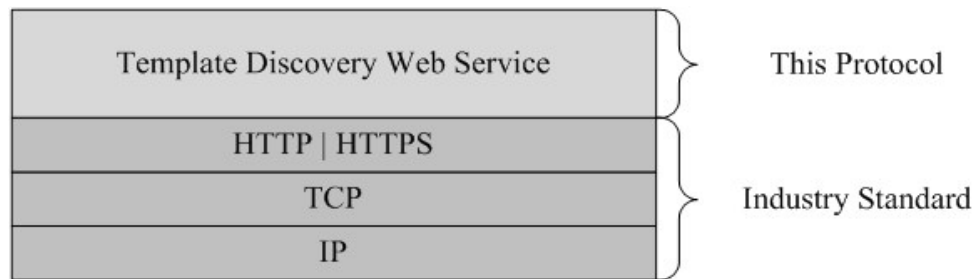 Template Discovery Web Service
This Protocol
HTTP | HTTPS
TCP
Industry Standard
IP